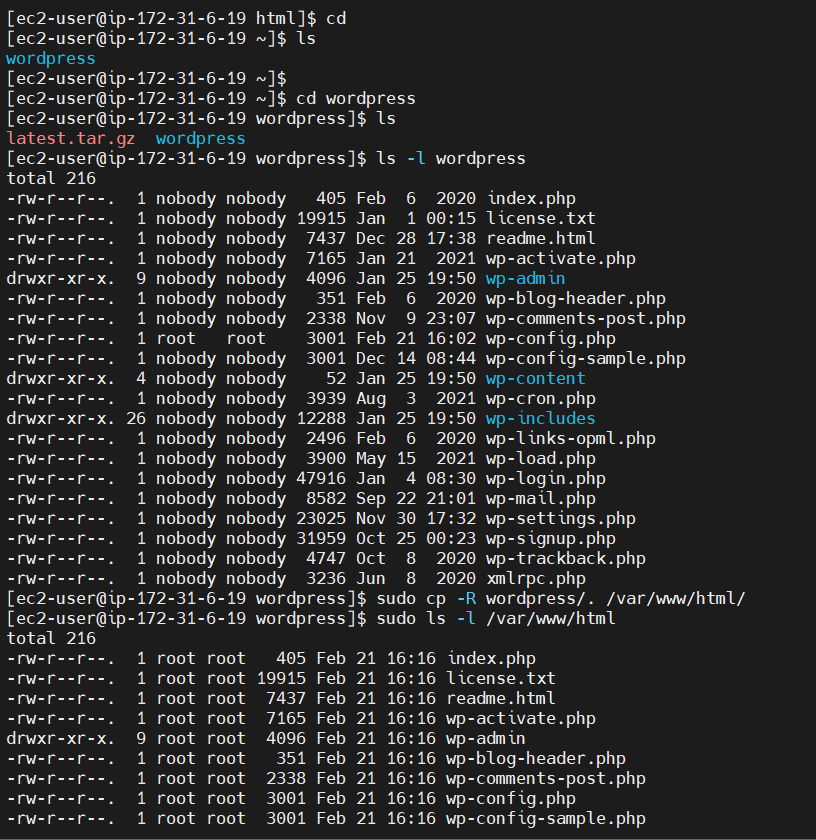 [ec2-user@ip-172-31-6-19 html]$ cd
[ec2-user@ip-172-31-6-19 ~]$ ls
wordpress
[ec2-user@ip-172-31-6-19 ~]$
[ec2-user@ip-172-31-6-19 ~]$ cd wordpress
[ec2-user@ip-172-31-6-19 wordpress]$ ls
latest.tar.gz  wordpress
[ec2-user@ip-172-31-6-19 wordpress]$ ls -l wordpress
total 216
-rw-r--r--.  1 nobody nobody   405 Feb  6  2020 index.php
-rw-r--r--.  1 nobody nobody 19915 Jan  1 00:15 license.txt
-rw-r--r--.  1 nobody nobody  7437 Dec 28 17:38 readme.html
-rw-r--r--.  1 nobody nobody  7165 Jan 21  2021 wp-activate.php
drwxr-xr-x.  9 nobody nobody  4096 Jan 25 19:50 wp-admin
-rw-r--r--.  1 nobody nobody   351 Feb  6  2020 wp-blog-header.php
-rw-r--r--.  1 nobody nobody  2338 Nov  9 23:07 wp-comments-post.php
-rw-r--r--.  1 root   root    3001 Feb 21 16:02 wp-config.php
-rw-r--r--.  1 nobody nobody  3001 Dec 14 08:44 wp-config-sample.php
drwxr-xr-x.  4 nobody nobody    52 Jan 25 19:50 wp-content
-rw-r--r--.  1 nobody nobody  3939 Aug  3  2021 wp-cron.php
drwxr-xr-x. 26 nobody nobody 12288 Jan 25 19:50 wp-includes
-rw-r--r--.  1 nobody nobody  2496 Feb  6  2020 wp-links-opml.php
-rw-r--r--.  1 nobody nobody  3900 May 15  2021 wp-load.php
-rw-r--r--.  1 nobody nobody 47916 Jan  4 08:30 wp-login.php
-rw-r--r--.  1 nobody nobody  8582 Sep 22 21:01 wp-mail.php
-rw-r--r--.  1 nobody nobody 23025 Nov 30 17:32 wp-settings.php
-rw-r--r--.  1 nobody nobody 31959 Oct 25 00:23 wp-signup.php
-rw-r--r--.  1 nobody nobody  4747 Oct  8  2020 wp-trackback.php
-rw-r--r--.  1 nobody nobody  3236 Jun  8  2020 xmlrpc.php
[ec2-user@ip-172-31-6-19 wordpress]$ sudo cp -R wordpress/. /var/www/html/
[ec2-user@ip-172-31-6-19 wordpress]$ sudo ls -l /var/www/html
total 216
-rw-r--r--.  1 root root   405 Feb 21 16:16 index.php
-rw-r--r--.  1 root root 19915 Feb 21 16:16 license.txt
-rw-r--r--.  1 root root  7437 Feb 21 16:16 readme.html
-rw-r--r--.  1 root root  7165 Feb 21 16:16 wp-activate.php
drwxr-xr-x.  9 root root  4096 Feb 21 16:16 wp-admin
-rw-r--r--.  1 root root   351 Feb 21 16:16 wp-blog-header.php
-rw-r--r--.  1 root root  2338 Feb 21 16:16 wp-comments-post.php
-rw-r--r--.  1 root root  3001 Feb 21 16:16 wp-config.php
-rw-r--r--.  1 root root  3001 Feb 21 16:16 wp-config-sample.php